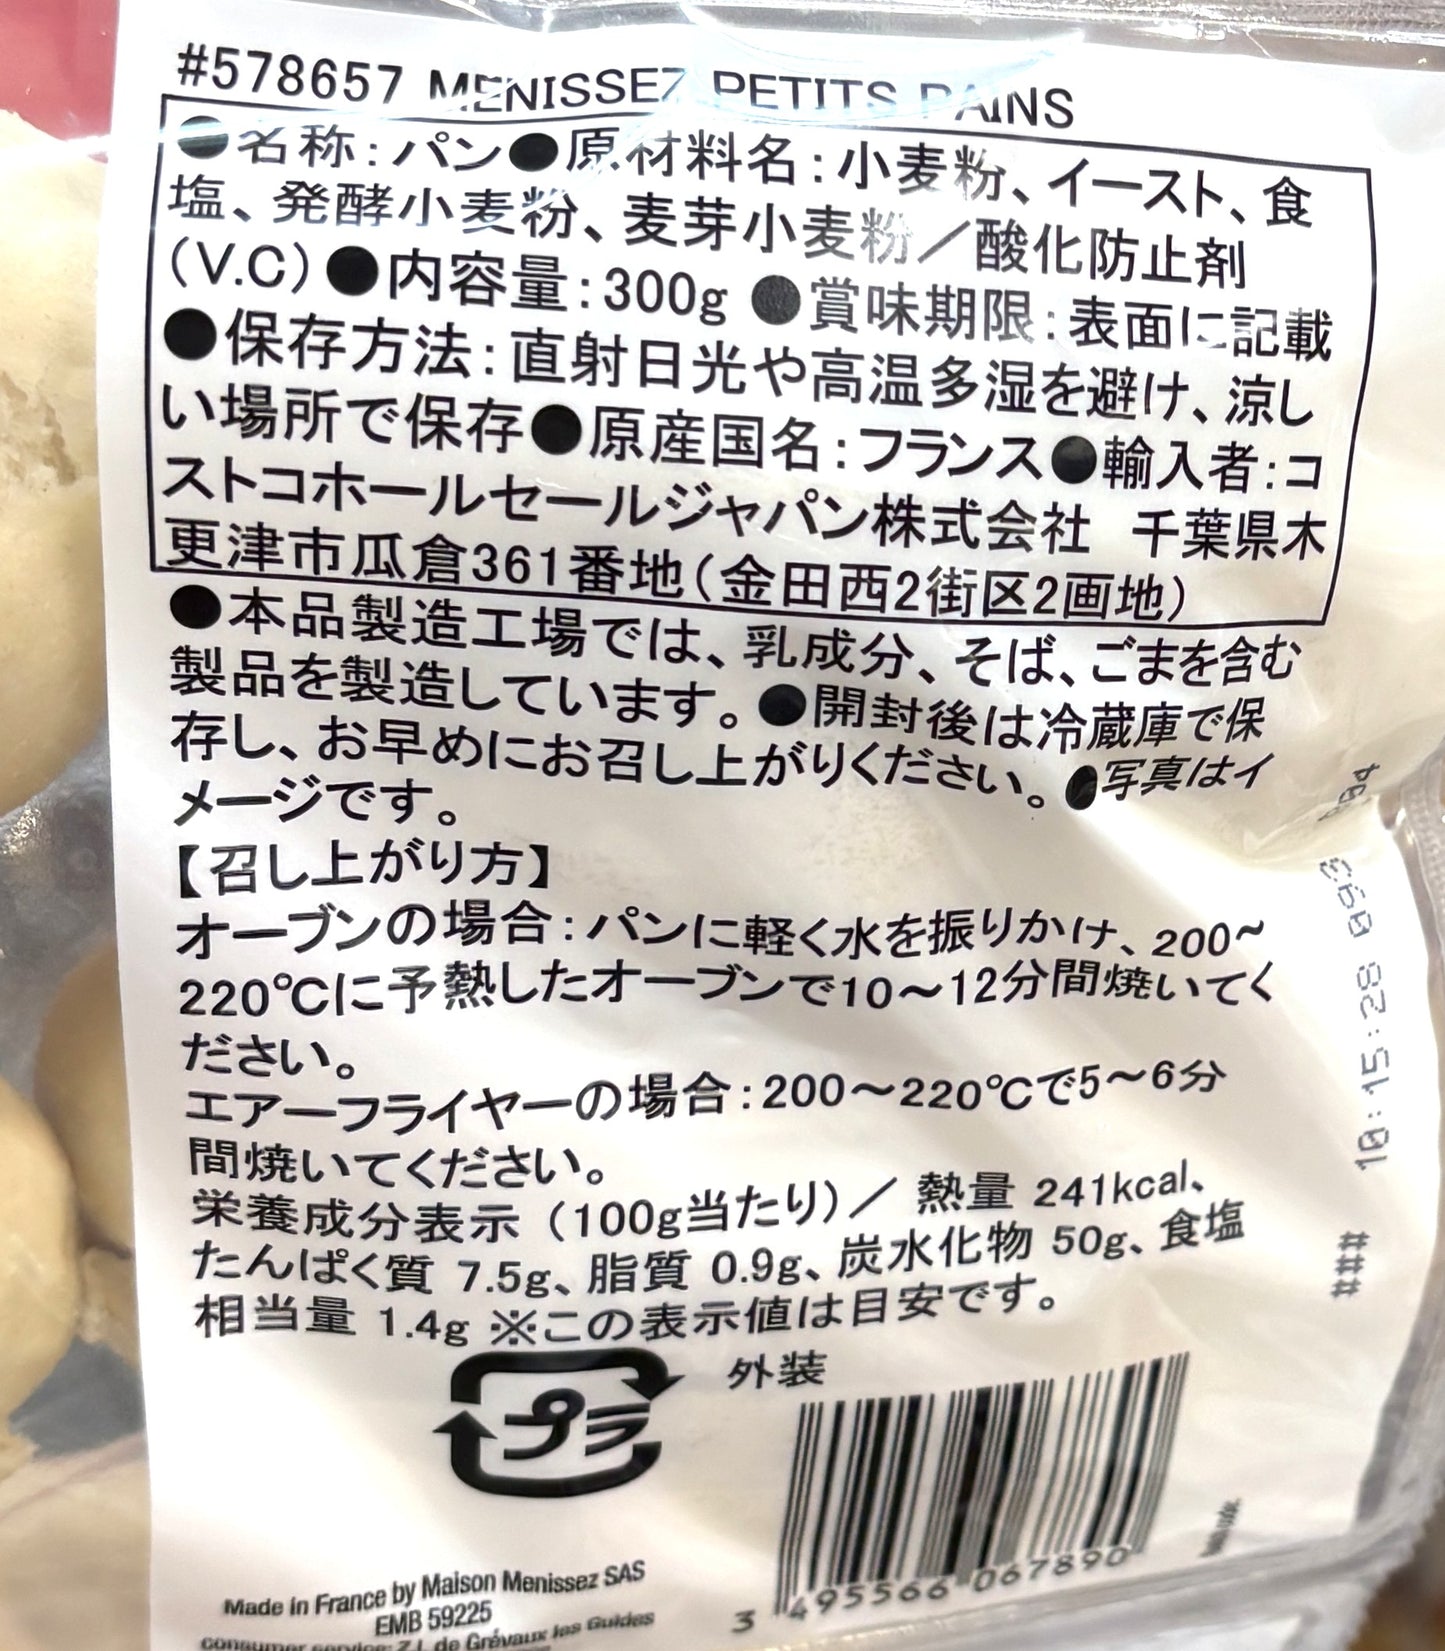 #578657 MENISSEZ PETITS PAINS
●名称:パン●原材料名:小麦粉、イースト、食
塩、発酵小麦粉、麦芽小麦粉／酸化防止剤
(V.C)●内容量:300g ●賞味期限:表面に記載
●保存方法:直射日光や高温多湿を避け、涼し
い場所で保存●原産国名:フランス●輸入者:コ
ストコホールセールジャパン株式会社 千葉県木
更津市瓜倉361番地(金田西2街区2画地)
●本品製造工場では、乳成分、そば、ごまを含む
製品を製造しています。●開封後は冷蔵庫で保
存し、お早めにお召し上がりください。●写真はイ
メージです。
【召し上がり方】
オーブンの場合:パンに軽く水を振りかけ、200～
220℃に予熱したオーブンで10～12分間焼いてく
ださい。
エアーフライヤーの場合:200～220℃で5～6分
間焼いてください。
栄養成分表示 (100g当たり)／ 熱量 241kcal、
たんぱく質 7.5g、脂質 0.9g、炭水化物 50g、食塩
相当量 1.4g ※この表示値は目安です。
プラ
外装
3 495566 067890
Made in France by Maison Menissez SAS
EMB 59225
consumer service: Z.I. de Grévaux les Guides
### 10:15:28